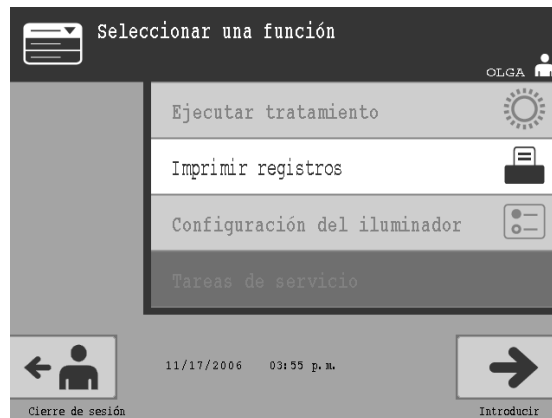 Seleccionar una función
OLGA
Ejecutar tratamiento
Imprimir registros
Configuración del iluminador
Tareas de servicio
11/17/2006 03:55 p.m.
Cierre de sesión
Introducir